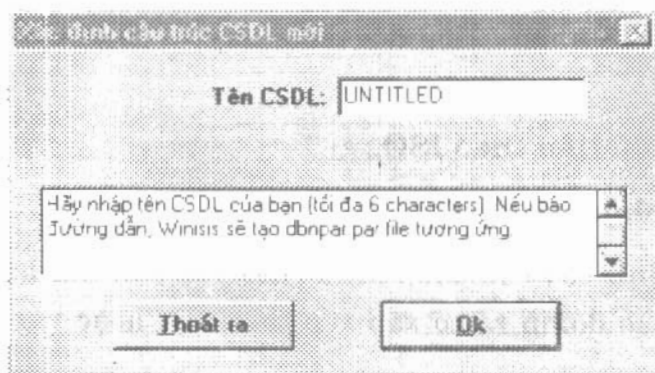 Xác định cấu trúc CSDL mới
Tên CSDL: UNTITLED
Hãy nhập tên CSDL của bạn (tối đa 6 characters). Nếu báo
đường dẫn, Winisis sẽ tạo dbnpar par file tương ứng.
Thoát ra
Ok